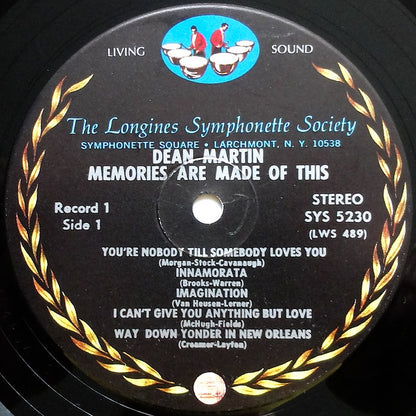 LIVING SOUND
The Longines Symphonette Society
SYMPHONETTE SQUARE • LARCHMONT, N. Y. 10538
DEAN MARTIN
MEMORIES ARE MADE OF THIS
Record 1
Side 1
STEREO
SYS 5230
(LWS 489)
YOU'RE NOBODY TILL SOMEBODY LOVES YOU
(Morgan-Stock-Cavanaugh)
INNAMORATA
(Brooks-Warren)
IMAGINATION
(Van Heusen-Lerner)
I CAN'T GIVE YOU ANYTHING BUT LOVE
(McHugh-Fields)
WAY DOWN YONDER IN NEW ORLEANS
(Creamer-Layton)